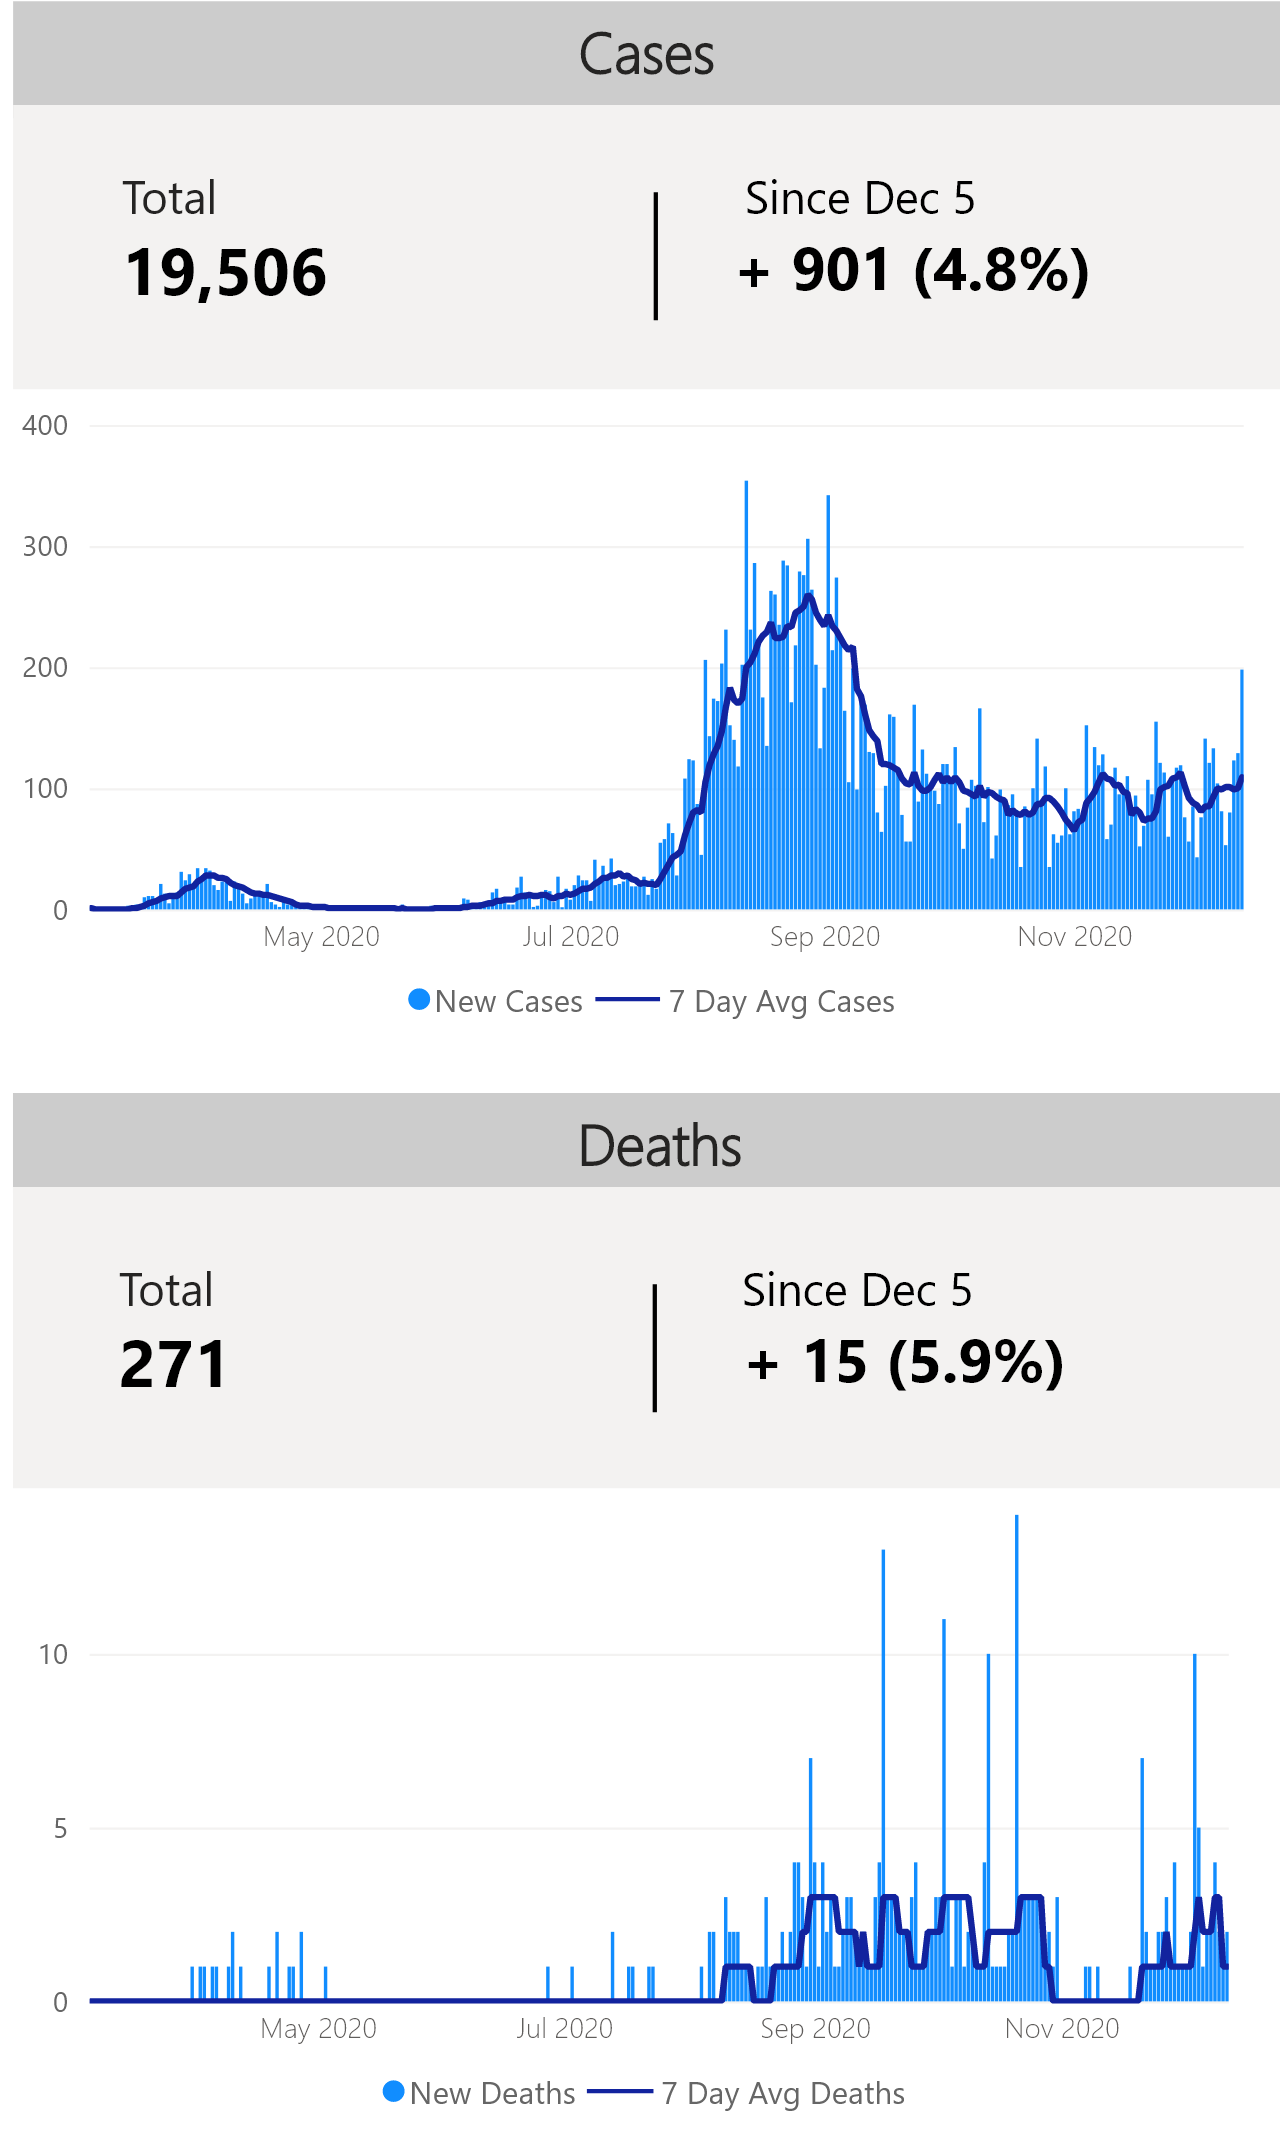 Cases
Total
Since Dec 5
19,506
+ 901 (4.8%)
400
300
200
100
0
May 2020
Jul 2020
Sep 2020
Nov 2020
New Cases
7 Day Avg Cases
Deaths
Total
Since Dec 5
271
+ 15 (5.9%)
10
5
0
May 2020
Jul 2020
Sep 2020
Nov 2020
New Deaths
7 Day Avg Deaths